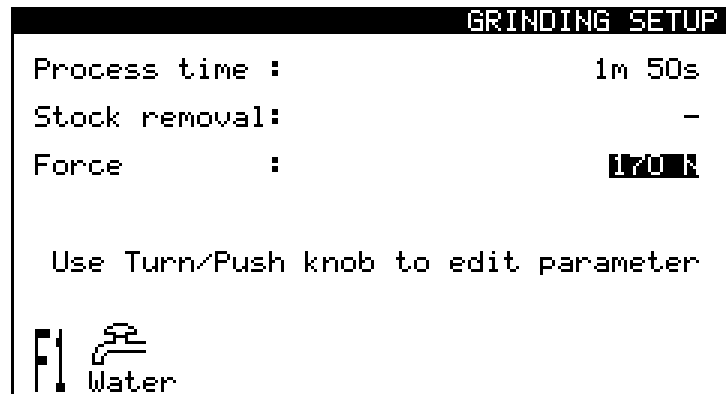 GRINDING SETUP
Process time : 1m 50s
Stock removal: -
Force : 170 N
Use Turn/Push knob to edit parameter
F1 Water